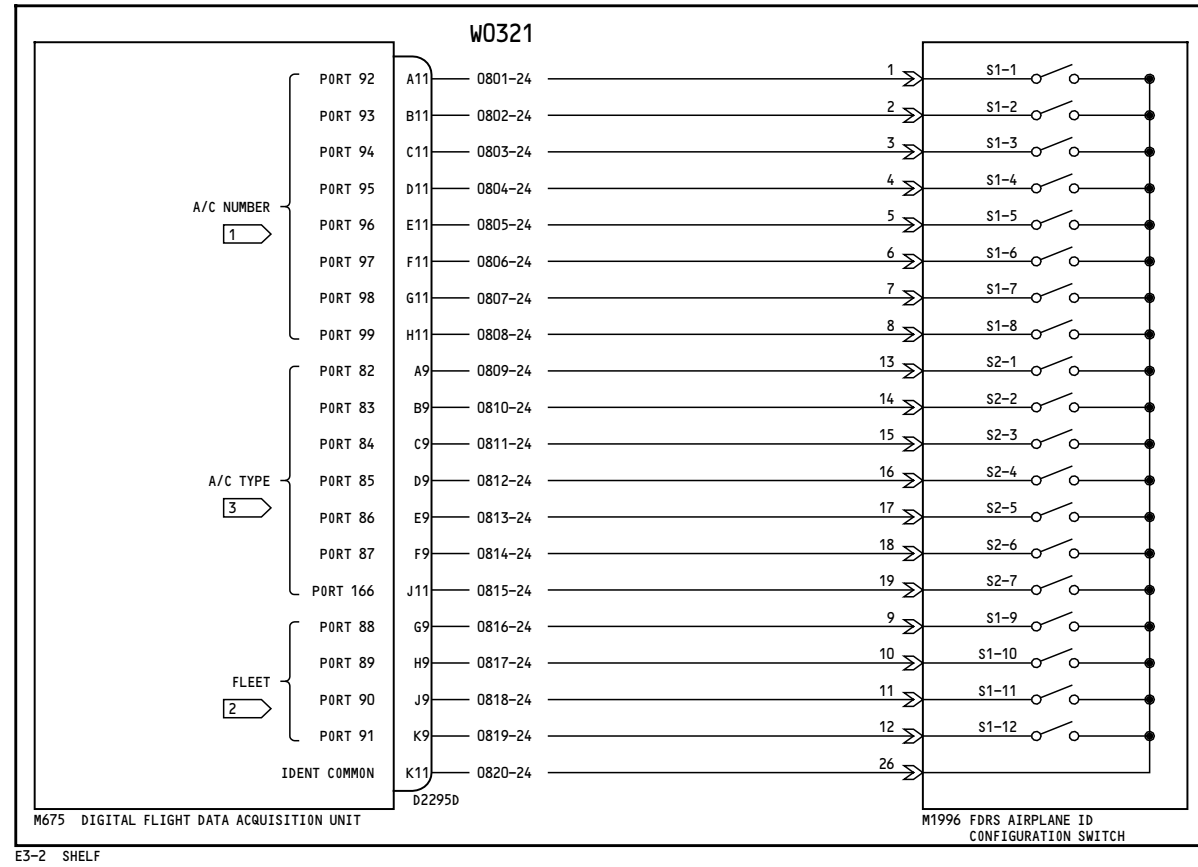 W0321
PORT 92 A11 0801-24 1 S1-1
PORT 93 B11 0802-24 2 S1-2
PORT 94 C11 0803-24 3 S1-3
PORT 95 D11 0804-24 4 S1-4
A/C NUMBER
1
PORT 96 E11 0805-24 5 S1-5
PORT 97 F11 0806-24 6 S1-6
PORT 98 G11 0807-24 7 S1-7
PORT 99 H11 0808-24 8 S1-8
PORT 82 A9 0809-24 13 S2-1
PORT 83 B9 0810-24 14 S2-2
PORT 84 C9 0811-24 15 S2-3
A/C TYPE PORT 85 D9 0812-24 16 S2-4
3
PORT 86 E9 0813-24 17 S2-5
PORT 87 F9 0814-24 18 S2-6
PORT 166 J11 0815-24 19 S2-7
PORT 88 G9 0816-24 9 S1-9
PORT 89 H9 0817-24 10 S1-10
FLEET
2
PORT 90 J9 0818-24 11 S1-11
PORT 91 K9 0819-24 12 S1-12
IDENT COMMON K11 0820-24 26
D2295D
M675 DIGITAL FLIGHT DATA ACQUISITION UNIT
M1996 FDRS AIRPLANE ID
CONFIGURATION SWITCH
E3-2 SHELF